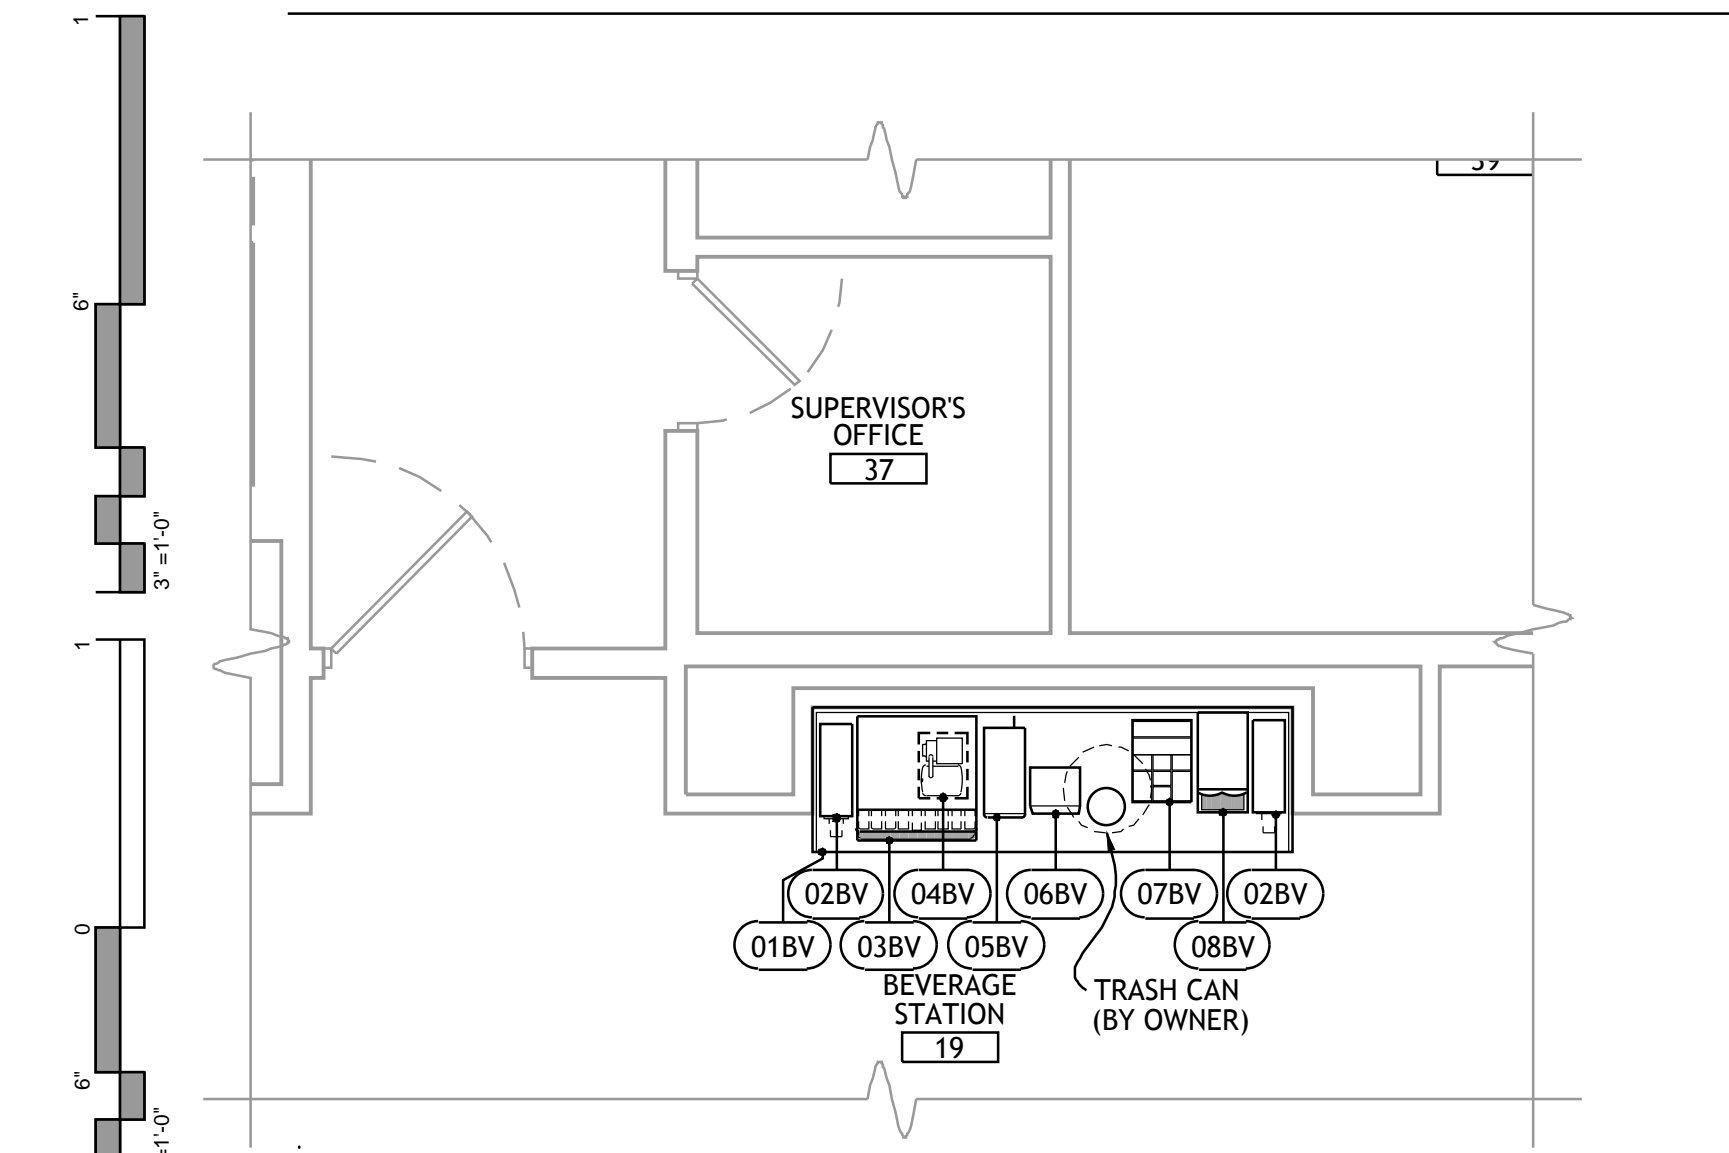 1
6"
3" =1'-0"
1
0
6"
=1'-0"
SUPERVISOR'S
OFFICE
37
02BV
04BV
06BV
07BV
02BV
01BV
03BV
05BV
08BV
BEVERAGE
STATION
19
TRASH CAN
(BY OWNER)